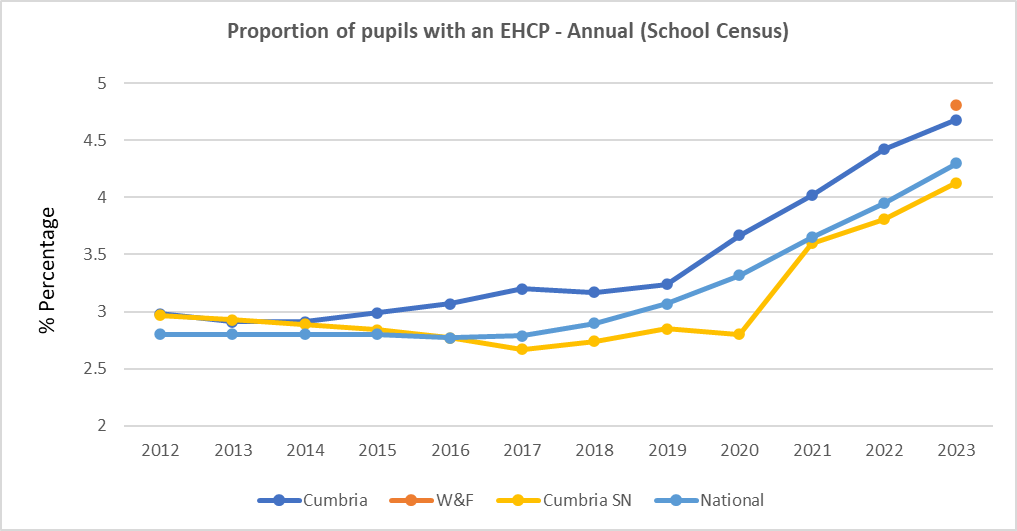 Proportion of pupils with an EHCP - Annual (School Census)
% Percentage
5
4.5
4
3.5
3
2.5
2
2012 2013 2014 2015 2016 2017 2018 2019 2020 2021 2022 2023
Cumbria W&F Cumbria SN National